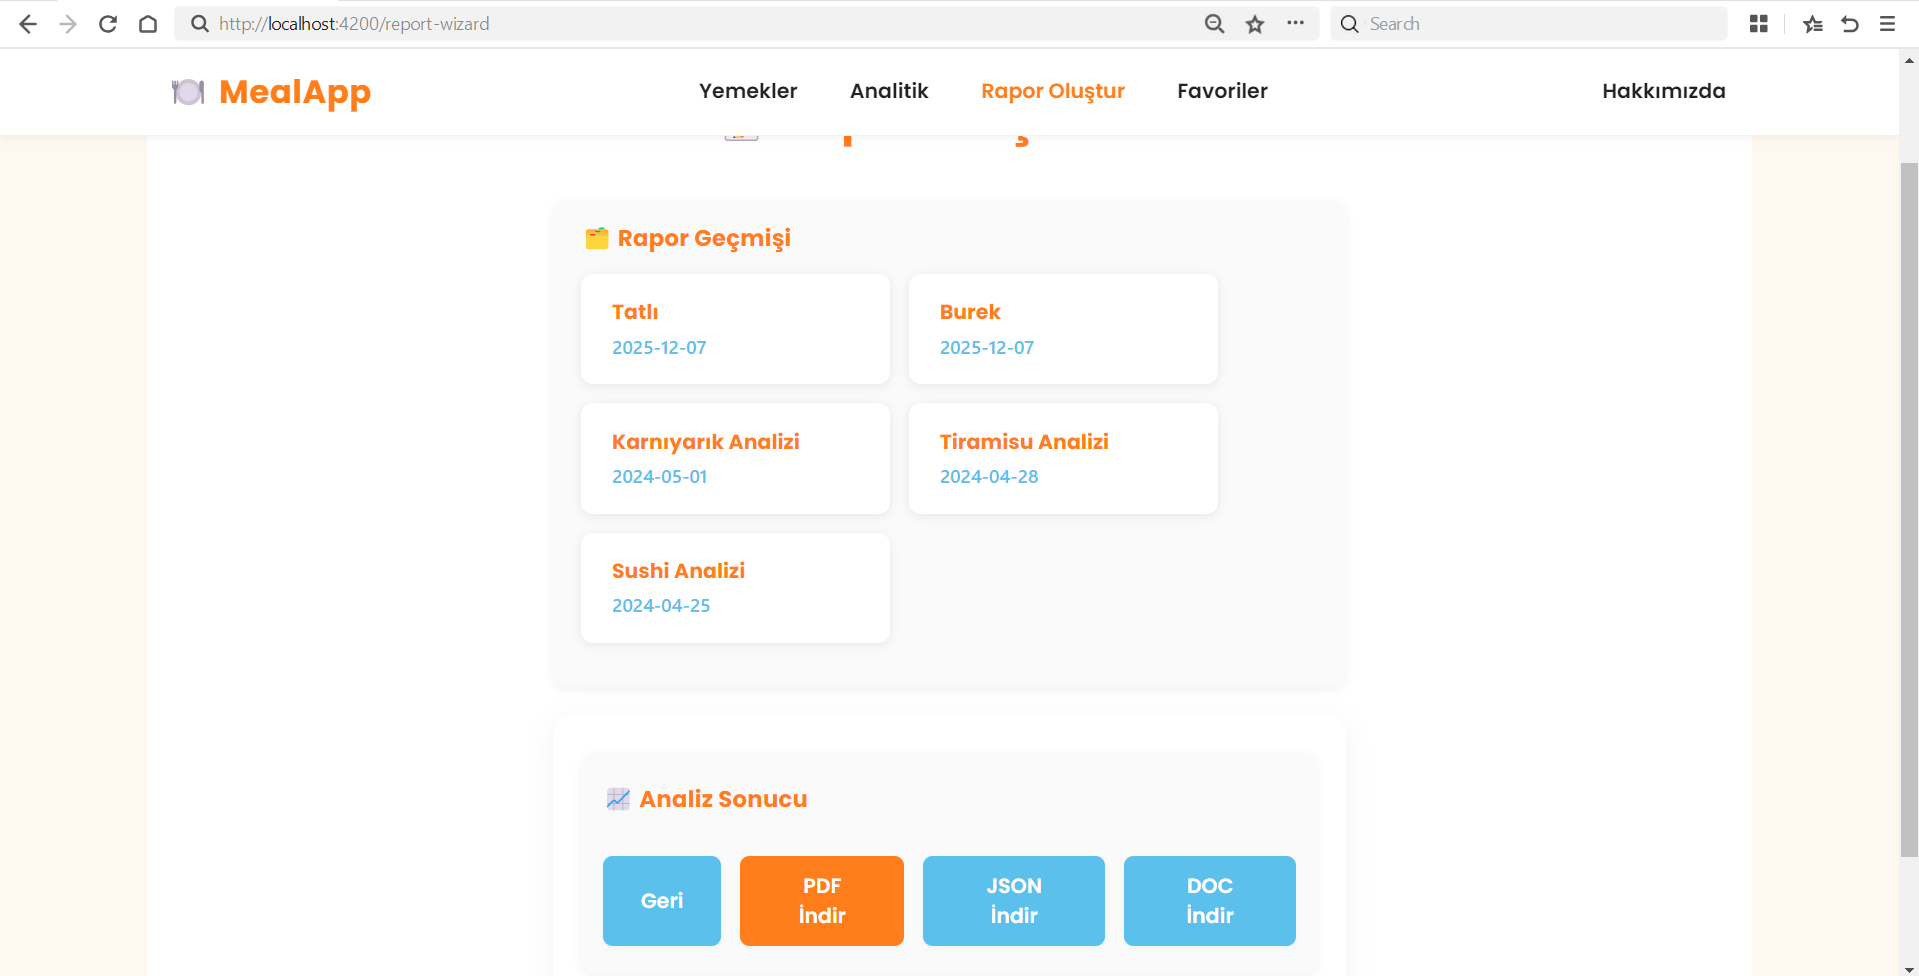 http://localhost:4200/report-wizard
Search
MealApp
Yemekler
Analitik
Rapor Oluştur
Favoriler
Hakkımızda
Rapor Geçmişi
Tatlı
2025-12-07
Burek
2025-12-07
Karnıyarık Analizi
2024-05-01
Tiramisu Analizi
2024-04-28
Sushi Analizi
2024-04-25
Analiz Sonucu
Geri
PDF
İndir
JSON
İndir
DOC
İndir